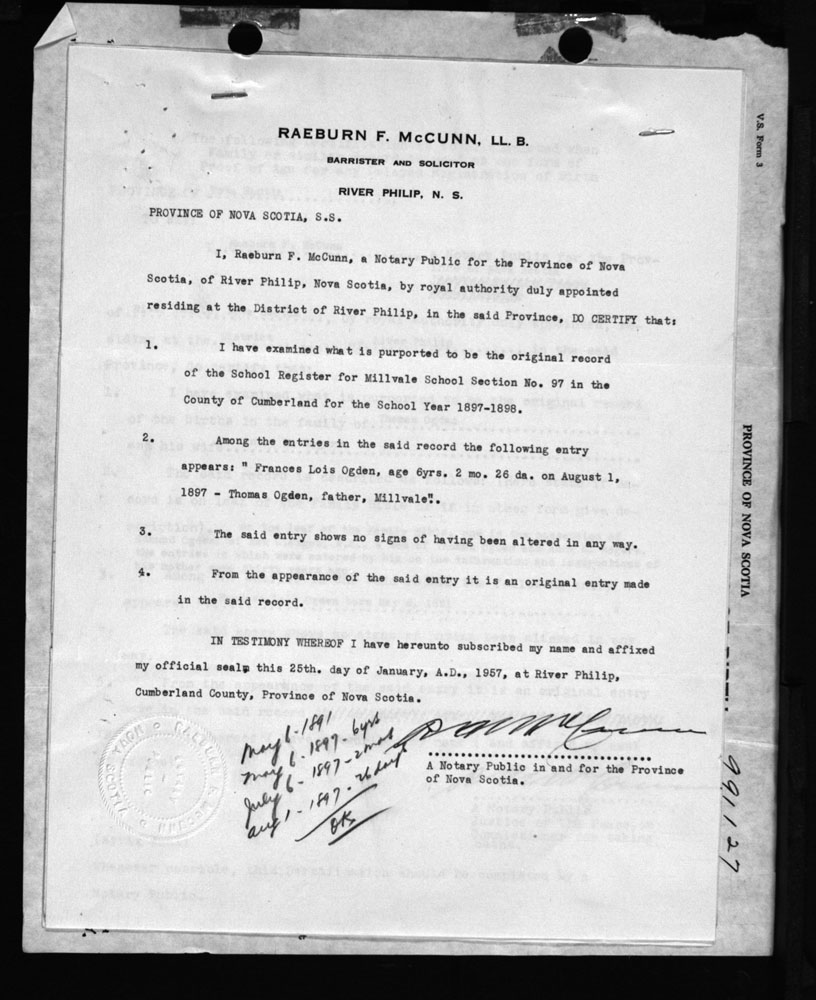 RAEBURN F. McCUNN, LL. B.
BARRISTER AND SOLICITOR
RIVER PHILIP, N. S.
PROVINCE OF NOVA SCOTIA, S.S.
I, Raeburn F. McCunn, a Notary Public for the Province of Nova
Scotia, of River Philip, Nova Scotia, by royal authority duly appointed
residing at the District of River Philip, in the said Province, DO CERTIFY that:
1. I have examined what is purported to be the original record
of the School Register for Millvale School Section No. 97 in the
County of Cumberland for the School Year 1897-1898.
2. Among the entries in the said record the following entry
appears: " Frances Lois Ogden, age 6yrs. 2 mo. 26 da. on August 1,
1897 - Thomas Ogden, father, Millvale".
3. The said entry shows no signs of having been altered in any way.
4. From the appearance of the said entry it is an original entry made
in the said record.
IN TESTIMONY WHEREOF I have hereunto subscribed my name and affixed
my official seal, this 25th. day of January, A.D., 1957, at River Philip,
Cumberland County, Province of Nova Scotia.
May 6 - 1891
May 6 - 1897 - 6 yrs
July 6 - 1897 - 2 mos
Aug 1 - 1897 - 26 days
OK
A Notary Public in and for the Province
of Nova Scotia.
V.S. Form 3
PROVINCE OF NOVA SCOTIA
991127